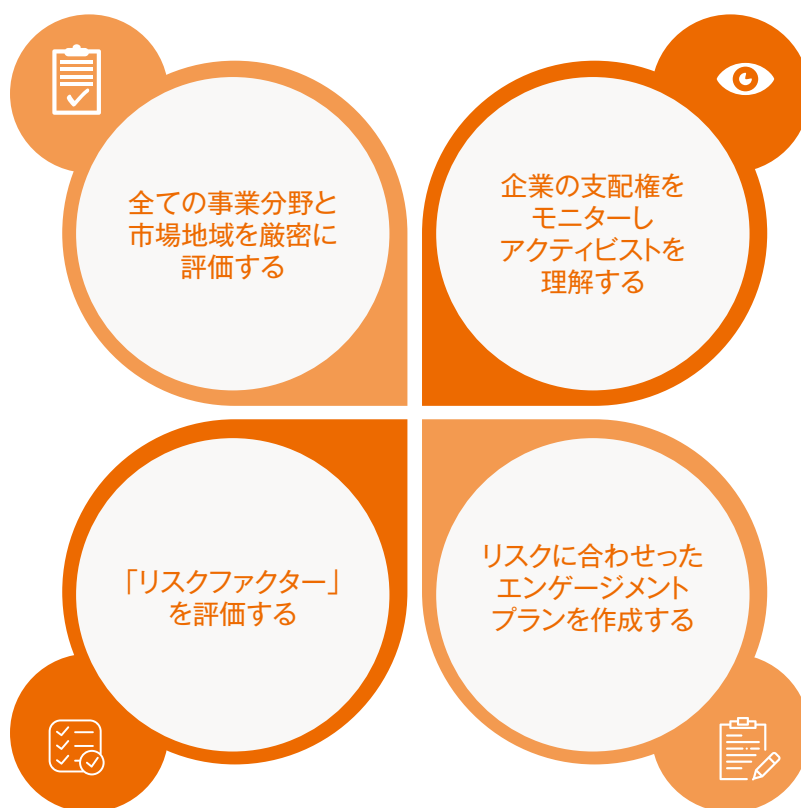 全ての事業分野と
市場地域を厳密に
評価する
企業の支配権を
モニターし
アクティビストを
理解する
「リスクファクター」
を評価する
リスクに合わせった
エンゲージメント
プランを作成する